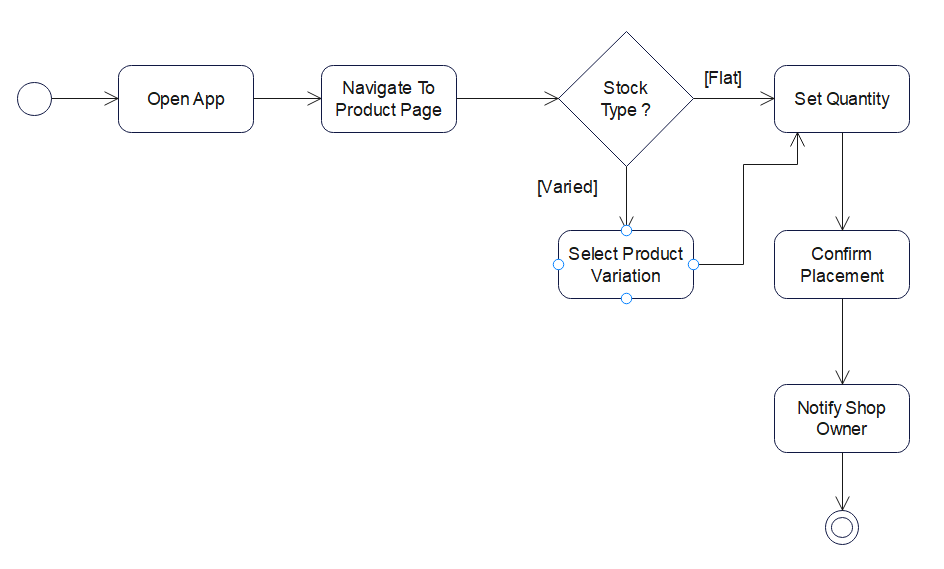 Open App
Navigate To
Product Page
Stock
Type ?
[Flat]
Set Quantity
[Varied]
Select Product
Variation
Confirm
Placement
Notify Shop
Owner